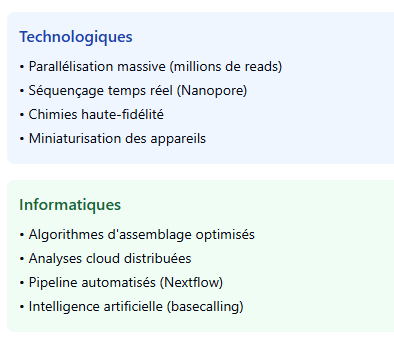 Technologiques
• Parallélisation massive (millions de reads)
• Séquençage temps réel (Nanopore)
• Chimies haute-fidélité
• Miniaturisation des appareils
Informatiques
• Algorithmes d'assemblage optimisés
• Analyses cloud distribuées
• Pipeline automatisés (Nextflow)
• Intelligence artificielle (basecalling)